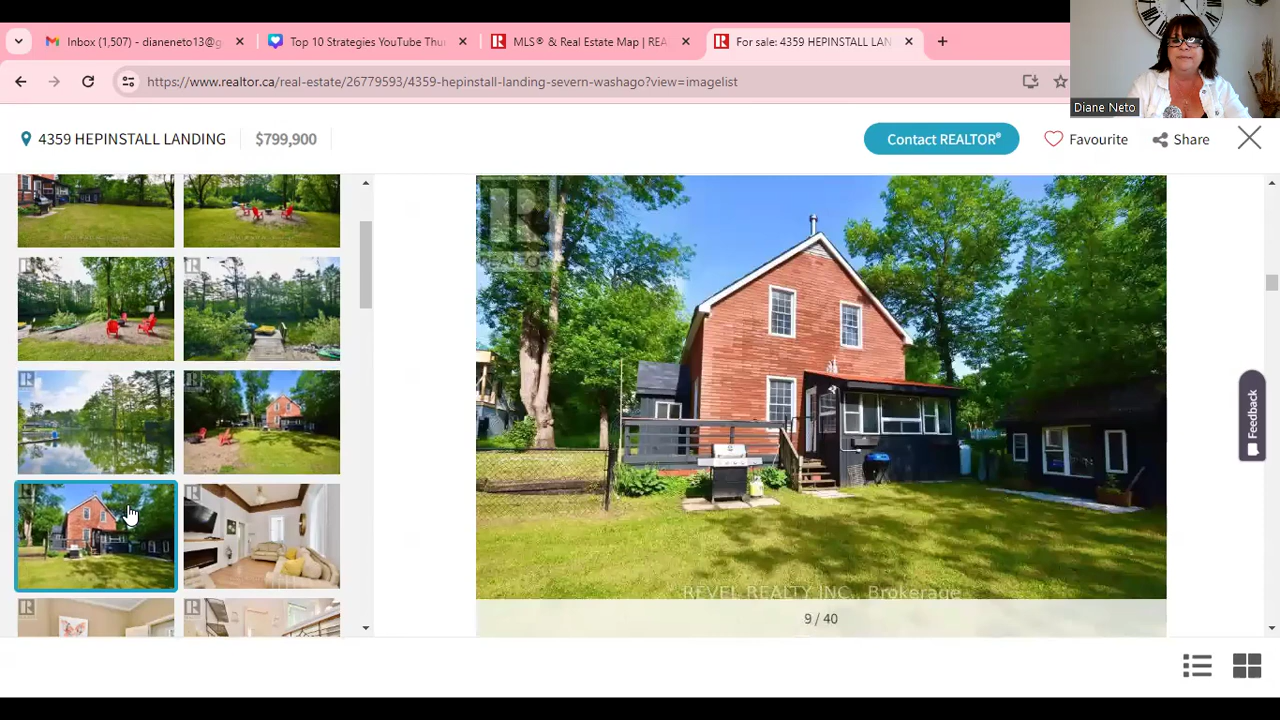 Inbox (1,507) - dianeneto13@g
Top 10 Strategies YouTube Thu
MLS® & Real Estate Map | REA
For sale: 4359 HEPINSTALL LAN
https://www.realtor.ca/real-estate/26779593/4359-hepinstall-landing-severn-washago?view=imagelist
Diane Neto
4359 HEPINSTALL LANDING
$799,900
Contact REALTOR®
Favourite
Share
REALTOR
Feedback
REVEL REALTY INC., Brokerage
9 / 40